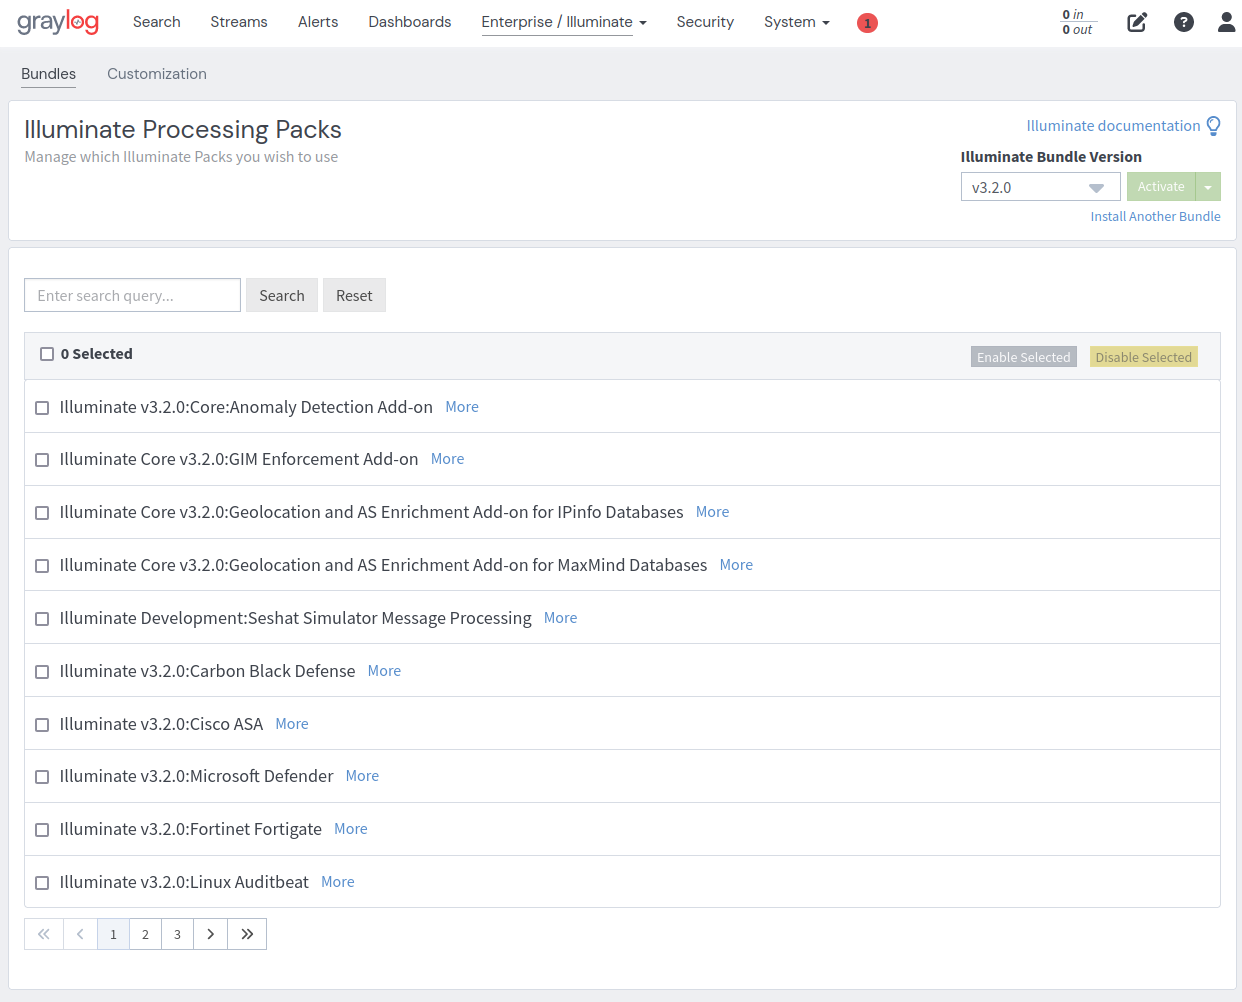 graylog Search Streams Alerts Dashboards Enterprise / Illuminate Security System 1 0 in
0 out ?
Bundles Customization
Illuminate Processing Packs
Illuminate documentation
Manage which Illuminate Packs you wish to use
Illuminate Bundle Version
v3.2.0 Activate
Install Another Bundle
Enter search query... Search Reset
0 Selected Enable Selected Disable Selected
Illuminate v3.2.0:Core:Anomaly Detection Add-on More
Illuminate Core v3.2.0:GIM Enforcement Add-on More
Illuminate Core v3.2.0:Geolocation and AS Enrichment Add-on for IPinfo Databases More
Illuminate Core v3.2.0:Geolocation and AS Enrichment Add-on for MaxMind Databases More
Illuminate Development:Seshat Simulator Message Processing More
Illuminate v3.2.0:Carbon Black Defense More
Illuminate v3.2.0:Cisco ASA More
Illuminate v3.2.0:Microsoft Defender More
Illuminate v3.2.0:Fortinet Fortigate More
Illuminate v3.2.0:Linux Auditbeat More
« ‹ 1 2 3 › »